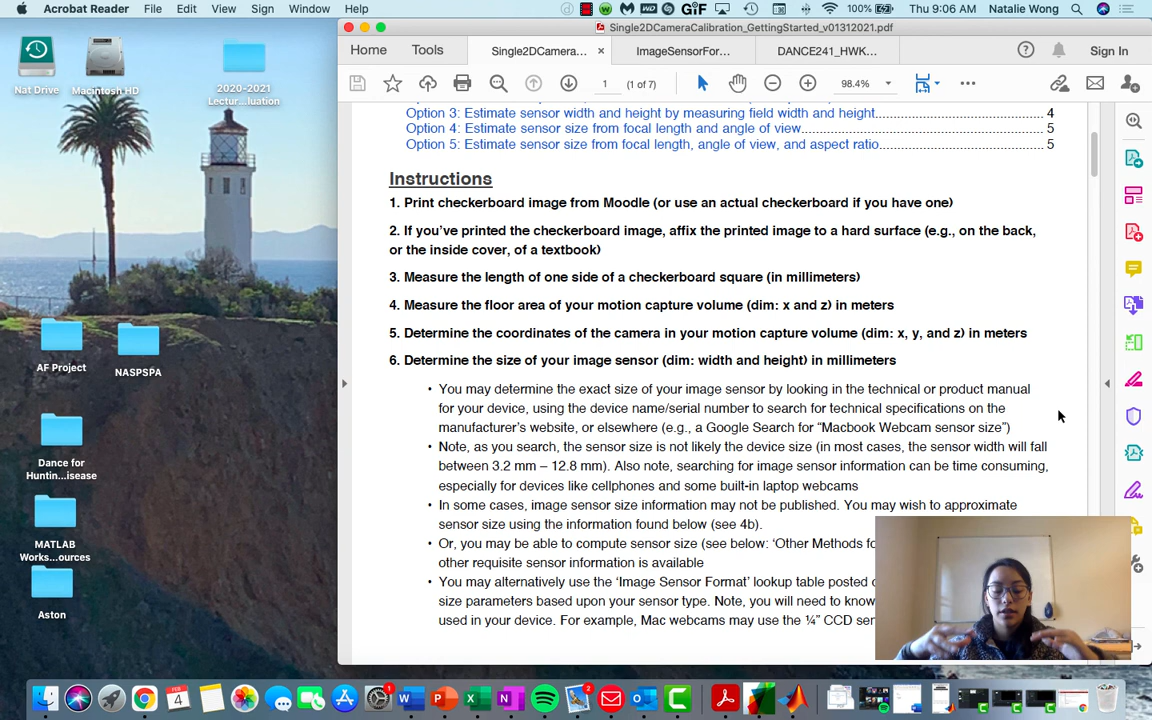 Acrobat Reader File Edit View Sign Window Help GIF 100% Thu 9:06 AM Natalie Wong
Single2DCameraCalibration_GettingStarted_v01312021.pdf
Home Tools Single2DCamera... × ImageSensorFor... DANCE241_HWK... Sign In
1 (1 of 7) 98.4%
Nat Drive
Macintosh HD
2020-2021
Lectur...luation
AF Project
NASPSPA
Dance for
Huntin...isease
MATLAB
Works...ources
Aston
Option 3: Estimate sensor width and height by measuring field width and height 4
Option 4: Estimate sensor size from focal length and angle of view 5
Option 5: Estimate sensor size from focal length, angle of view, and aspect ratio 5
Instructions
1. Print checkerboard image from Moodle (or use an actual checkerboard if you have one)
2. If you've printed the checkerboard image, affix the printed image to a hard surface (e.g., on the back,
or the inside cover, of a textbook)
3. Measure the length of one side of a checkerboard square (in millimeters)
4. Measure the floor area of your motion capture volume (dim: x and z) in meters
5. Determine the coordinates of the camera in your motion capture volume (dim: x, y, and z) in meters
6. Determine the size of your image sensor (dim: width and height) in millimeters
• You may determine the exact size of your image sensor by looking in the technical or product manual
for your device, using the device name/serial number to search for technical specifications on the
manufacturer's website, or elsewhere (e.g., a Google Search for “Macbook Webcam sensor size”)
• Note, as you search, the sensor size is not likely the device size (in most cases, the sensor width will fall
between 3.2 mm – 12.8 mm). Also note, searching for image sensor information can be time consuming,
especially for devices like cellphones and some built-in laptop webcams
• In some cases, image sensor size information may not be published. You may wish to approximate
sensor size using the information found below (see 4b).
• Or, you may be able to compute sensor size (see below: 'Other Methods fo
other requisite sensor information is available
• You may alternatively use the 'Image Sensor Format' lookup table posted
size parameters based upon your sensor type. Note, you will need to know
used in your device. For example, Mac webcams may use the ¼” CCD sen
FEB
4